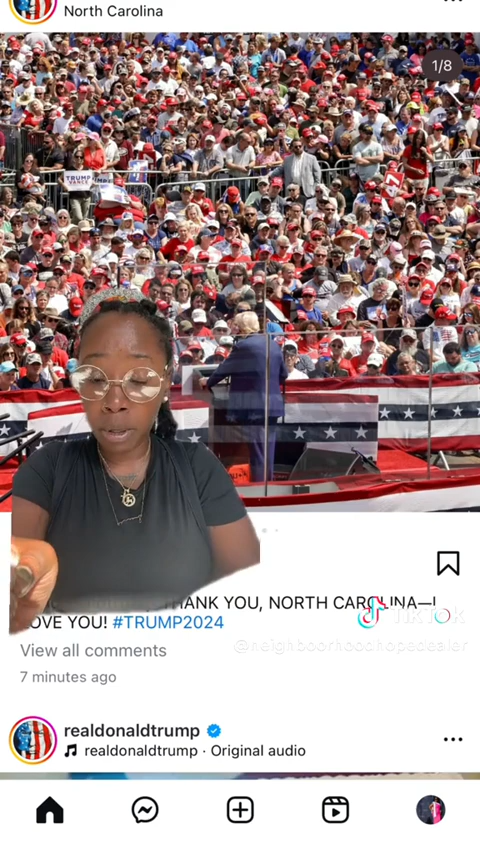 North Carolina
1/8
TRUMP
VANCE
THANK YOU, NORTH CAROLINA—I
OVE YOU! #TRUMP2024
TikTok
@neighboorhoodhopedealer
View all comments
7 minutes ago
realdonaldtrump
realdonaldtrump · Original audio